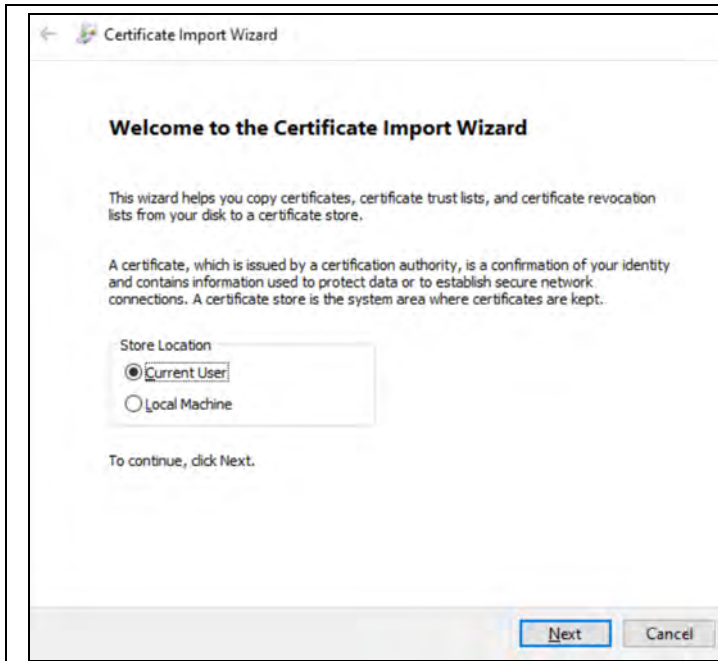 Certificate Import Wizard
Welcome to the Certificate Import Wizard
This wizard helps you copy certificates, certificate trust lists, and certificate revocation
lists from your disk to a certificate store.
A certificate, which is issued by a certification authority, is a confirmation of your identity
and contains information used to protect data or to establish secure network
connections. A certificate store is the system area where certificates are kept.
Store Location
Current User
Local Machine
To continue, click Next.
Next Cancel